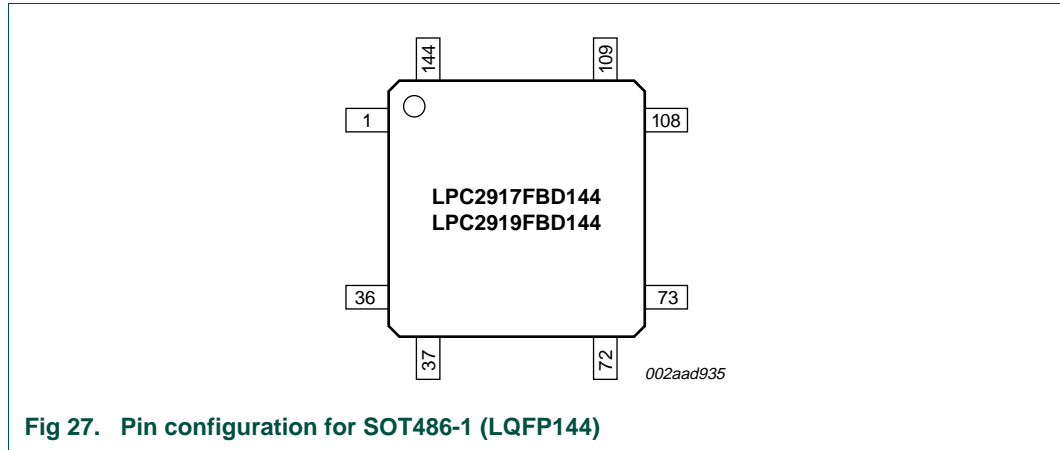 144
109
1
108
LPC2917FBD144
LPC2919FBD144
36
73
37
72
002aad935
Fig 27. Pin configuration for SOT486-1 (LQFP144)